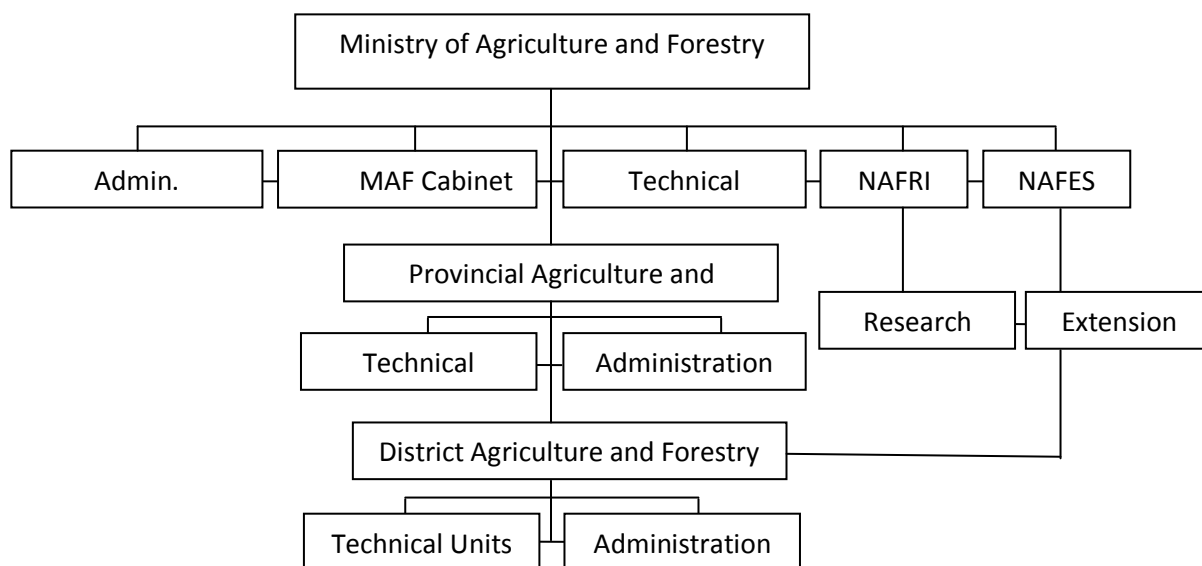 Ministry of Agriculture and Forestry
Admin.
MAF Cabinet
Technical
NAFRI
NAFES
Provincial Agriculture and
Research
Extension
Technical
Administration
District Agriculture and Forestry
Technical Units
Administration